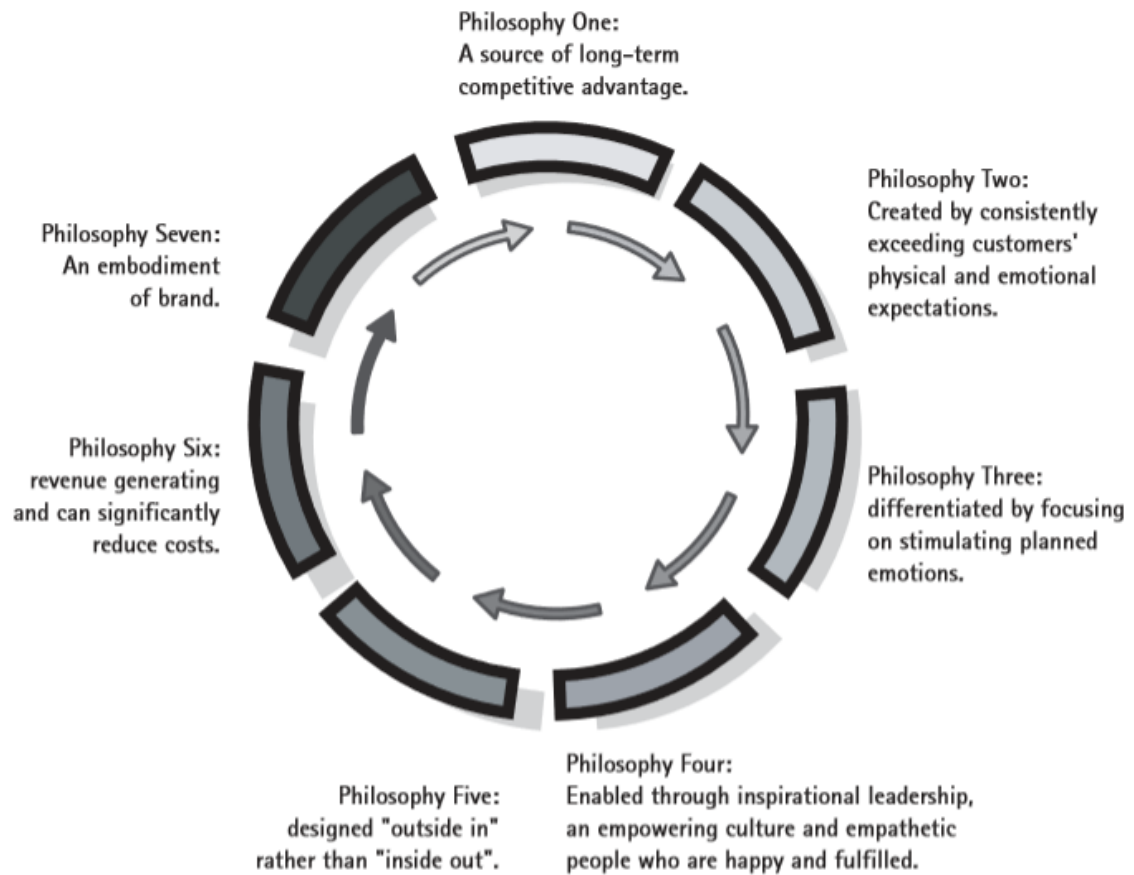 Philosophy One:
A source of long-term
competitive advantage.
Philosophy Two:
Created by consistently
exceeding customers'
physical and emotional
expectations.
Philosophy Three:
differentiated by focusing
on stimulating planned
emotions.
Philosophy Four:
Enabled through inspirational leadership,
an empowering culture and empathetic
people who are happy and fulfilled.
Philosophy Five:
designed "outside in"
rather than "inside out".
Philosophy Six:
revenue generating
and can significantly
reduce costs.
Philosophy Seven:
An embodiment
of brand.